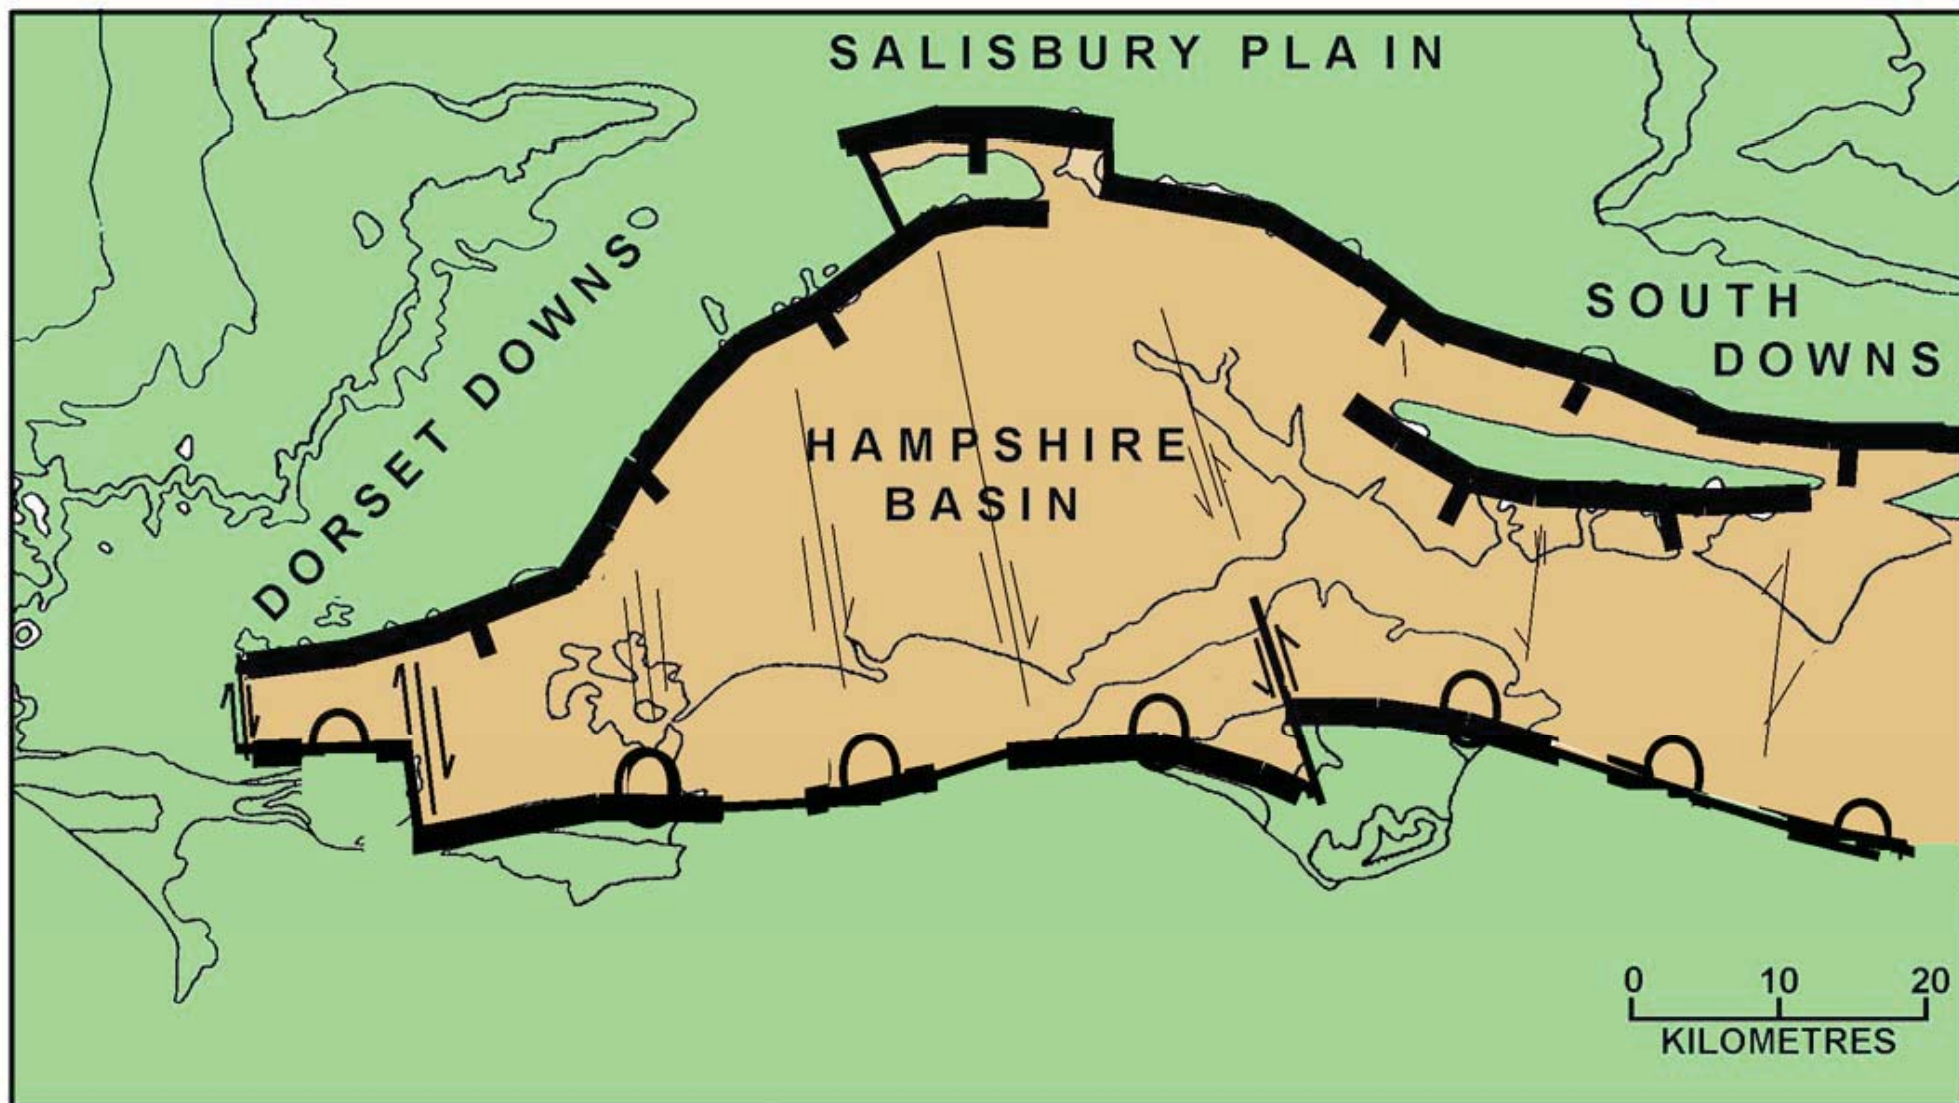 SALISBURY PLAIN
SOUTH
DOWNS
DORSET DOWNS
HAMPSHIRE
BASIN
0 10 20
KILOMETRES